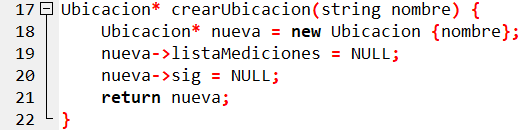 17 Ubicacion* crearUbicacion(string nombre) {
18     Ubicacion* nueva = new Ubicacion {nombre};
19     nueva->listaMediciones = NULL;
20     nueva->sig = NULL;
21     return nueva;
22 }